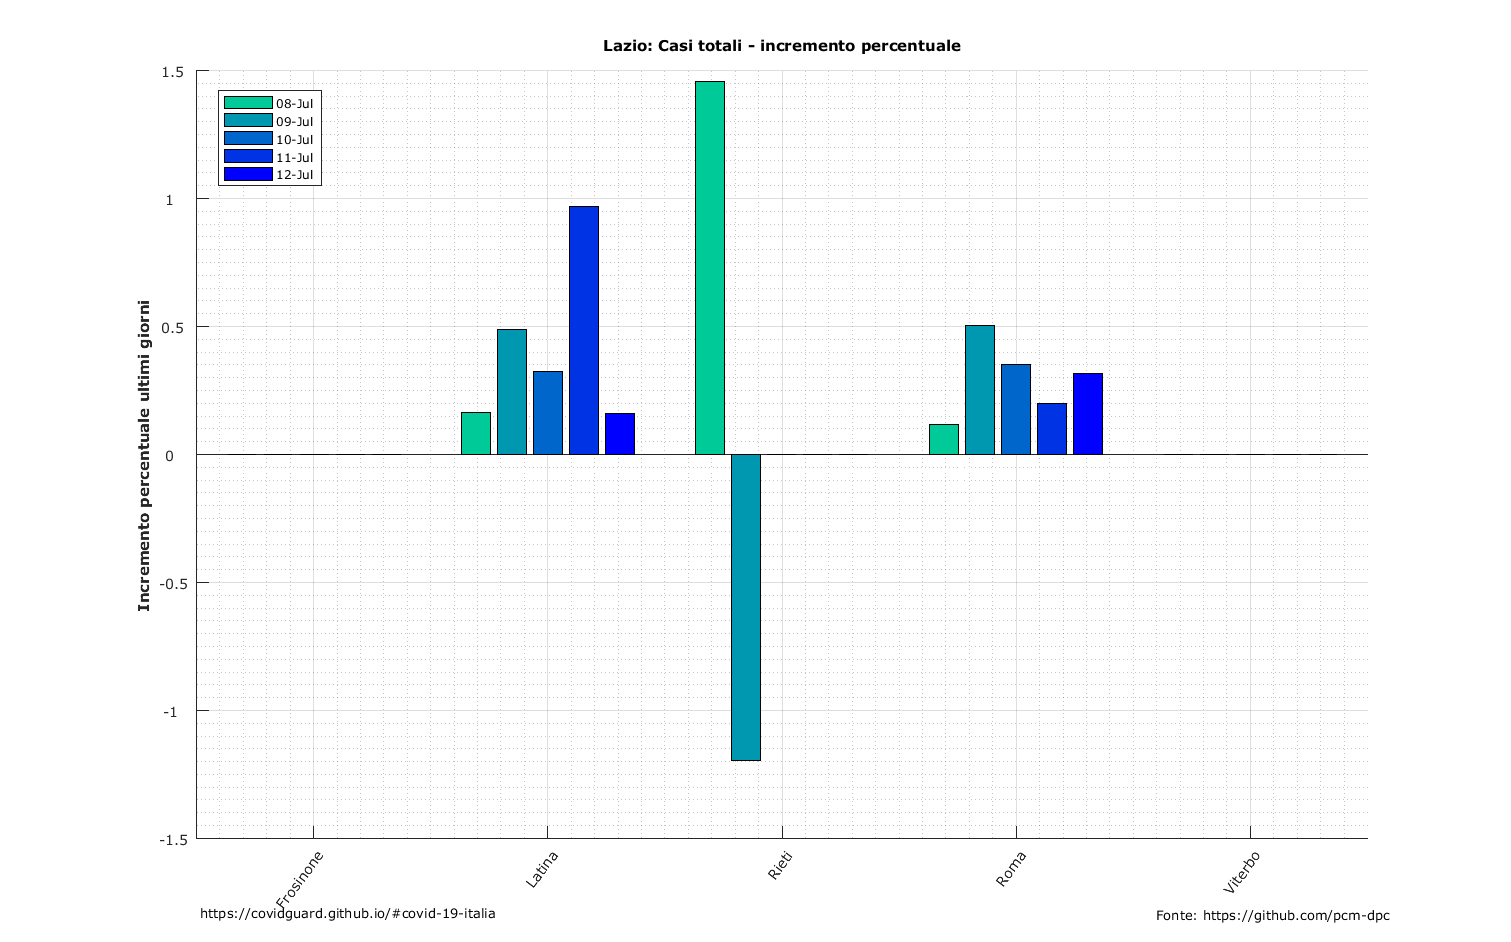 Lazio: Casi totali - incremento percentuale
1.5
1
0.5
0
-0.5
-1
-1.5
08-Jul
09-Jul
10-Jul
11-Jul
12-Jul
Incremento percentuale ultimi giorni
Frosinone
Latina
Rieti
Roma
Viterbo
https://covidguard.github.io/#covid-19-italia
Fonte: https://github.com/pcm-dpc